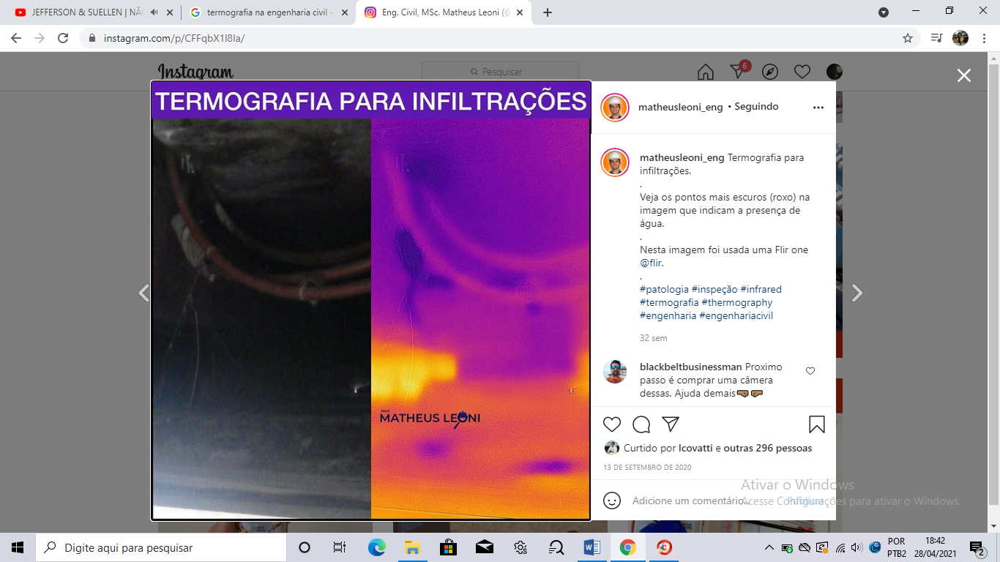 JEFFERSON & SUELLEN | NÃO
termografia na engenharia civil -
Eng. Civil, MSc. Matheus Leoni (@
instagram.com/p/CFFqbX1l8Ia/
Instagram
Pesquisar
6
TERMOGRAFIA PARA INFILTRAÇÕES
PROF.
MATHEUS LEONI
matheusleoni_eng • Seguindo
matheusleoni_eng Termografia para
infiltrações.
.
Veja os pontos mais escuros (roxo) na
imagem que indicam a presença de
água.
.
Nesta imagem foi usada uma Flir one
@flir.
.
#patologia #inspeção #infrared
#termografia #thermography
#engenharia #engenhariacivil
32 sem
blackbeltbusinessman Proximo
passo é comprar uma câmera
dessas. Ajuda demais
Curtido por lcovatti e outras 296 pessoas
13 DE SETEMBRO DE 2020
Adicione um comentário...
Publicar
Ativar o Windows
Acesse Configurações para ativar o Windows.
Digite aqui para pesquisar
POR
PTB2
18:42
28/04/2021
2